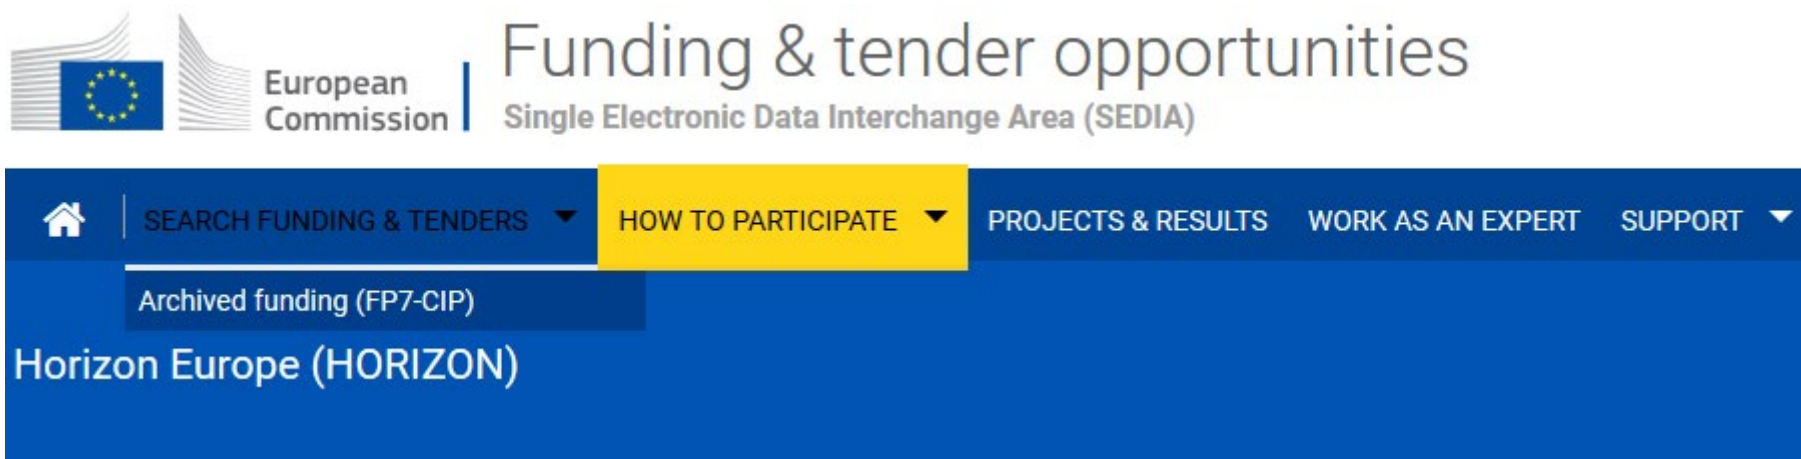 European
Commission
Funding & tender opportunities
Single Electronic Data Interchange Area (SEDIA)
SEARCH FUNDING & TENDERS HOW TO PARTICIPATE PROJECTS & RESULTS WORK AS AN EXPERT SUPPORT
Archived funding (FP7-CIP)
Horizon Europe (HORIZON)